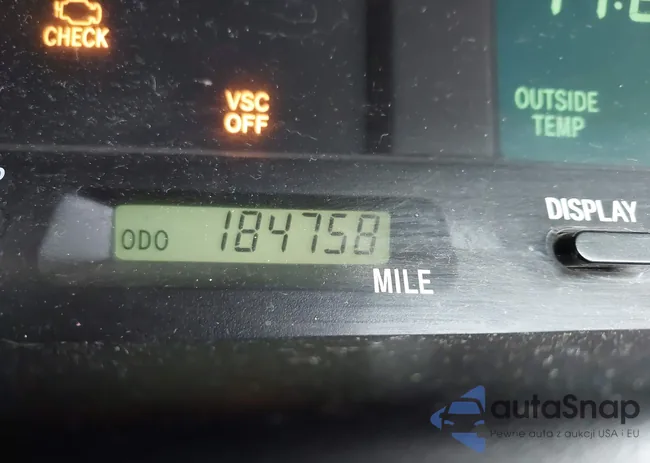 CHECK
VSC
OFF
OUTSIDE
TEMP
DISPLAY
ODO 184758
MILE
autaSnap
Pewne auta z aukcji USA i EU